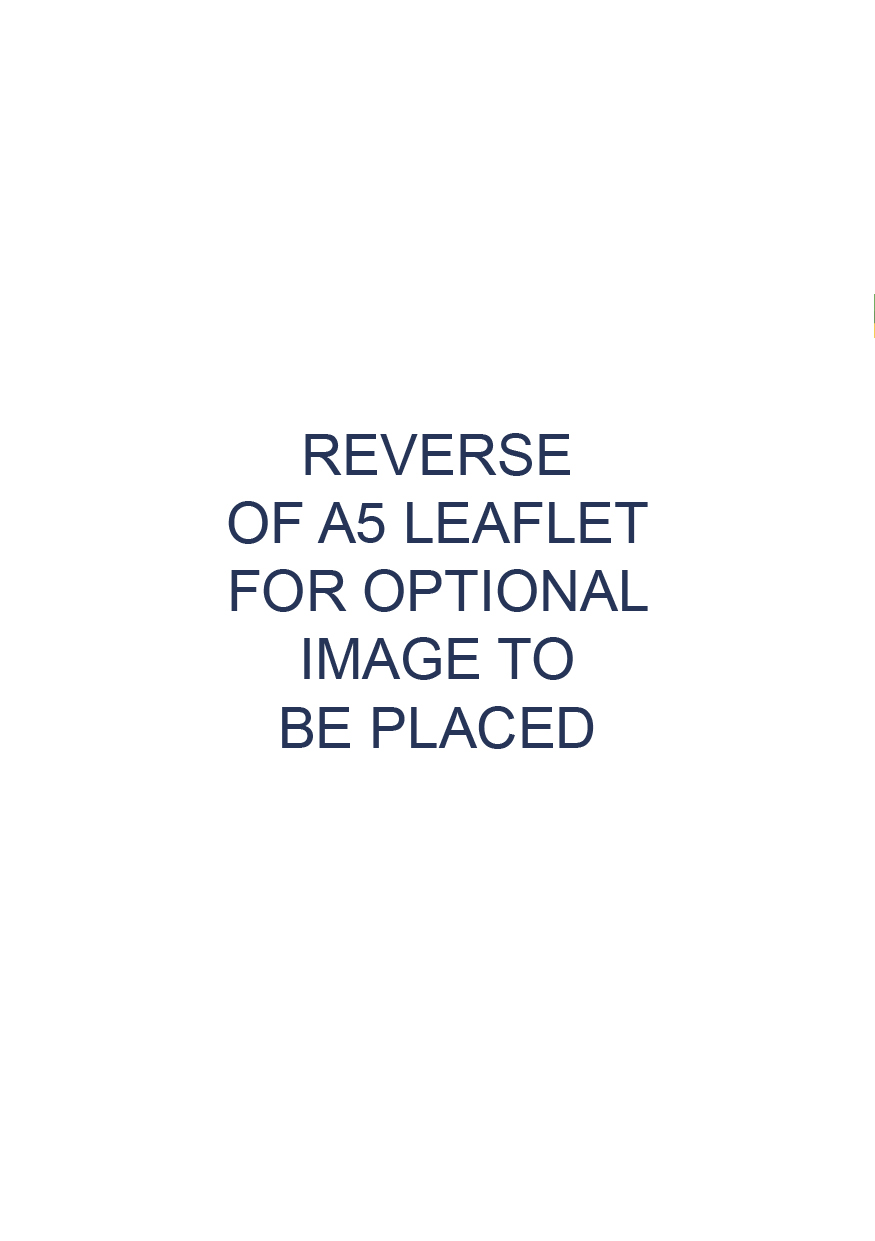 REVERSE
OF A5 LEAFLET
FOR OPTIONAL
IMAGE TO
BE PLACED